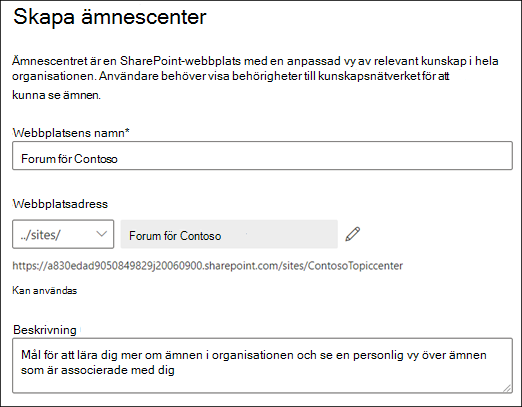 Skapa ämnescenter
Ämnescentret är en SharePoint-webbplats med en anpassad vy av relevant kunskap i hela
organisationen. Användare behöver visa behörigheter till kunskapsnätverket för att
kunna se ämnen.
Webbplatsens namn*
Forum för Contoso
Webbplatsadress
../sites/
Forum för Contoso
https://a830edad9050849829j20060900.sharepoint.com/sites/ContosoTopiccenter
Kan användas
Beskrivning
Mål för att lära dig mer om ämnen i organisationen och se en personlig vy över ämnen
som är associerade med dig